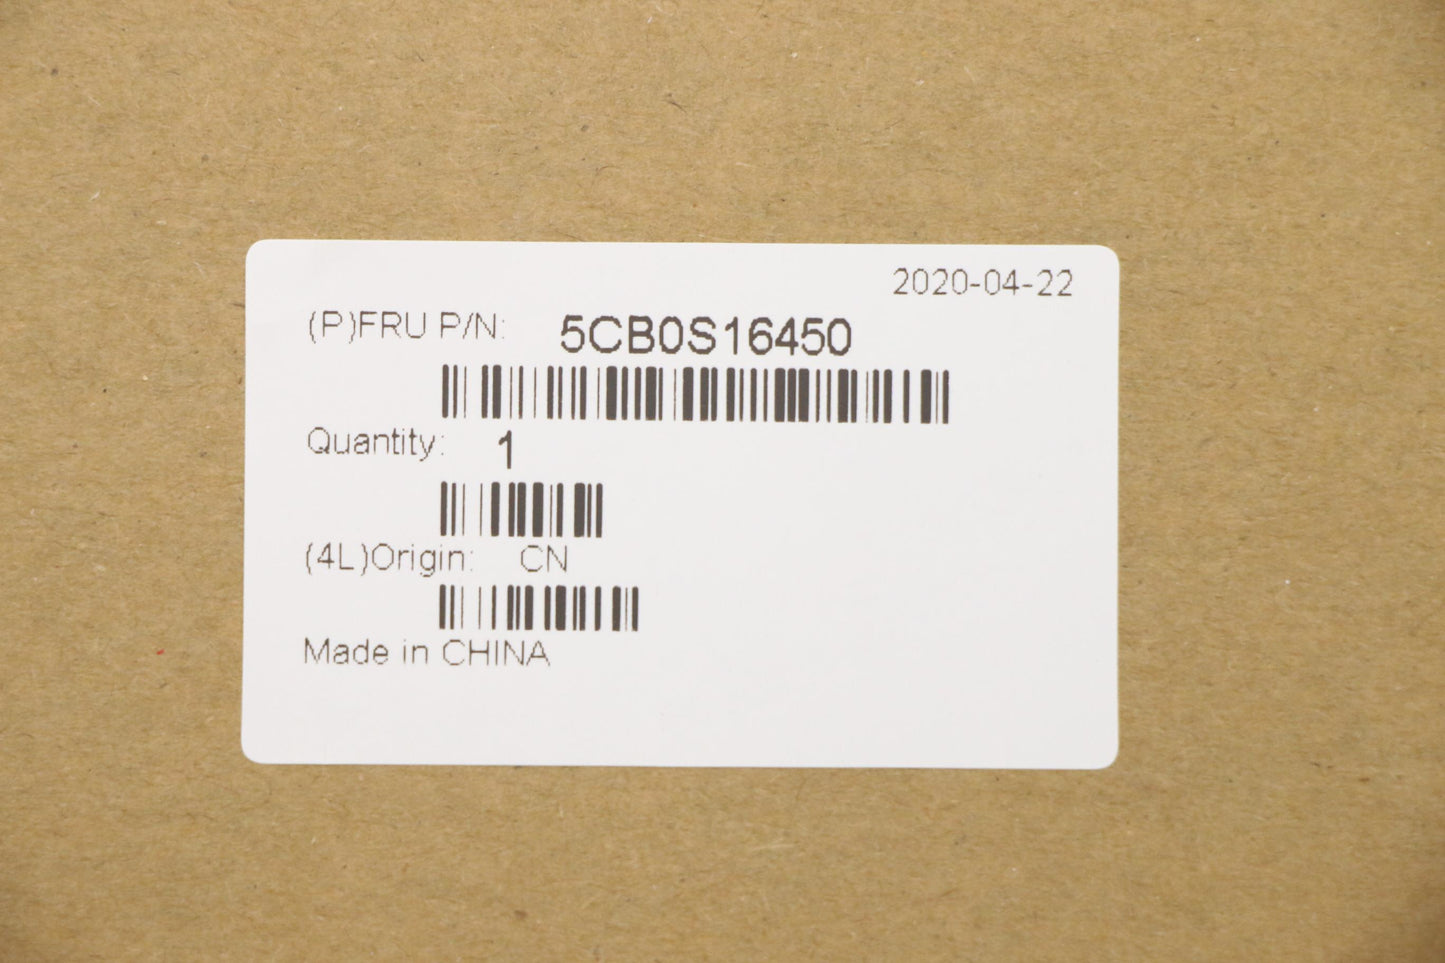 2020-04-22
(P)FRU P/N: 5CB0S16450
Quantity: 1
(4L)Origin: CN
Made in CHINA